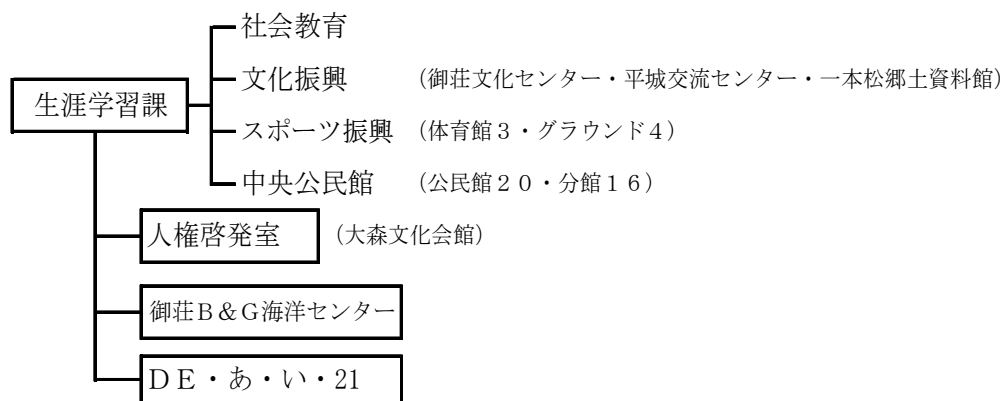 社会教育
文化振興 (御荘文化センター・平城交流センター・一本松郷土資料館)
生涯学習課
スポーツ振興 (体育館3・グラウンド4)
中央公民館 (公民館20・分館16)
人権啓発室 (大森文化会館)
御荘B&G海洋センター
DE・あ・い・21